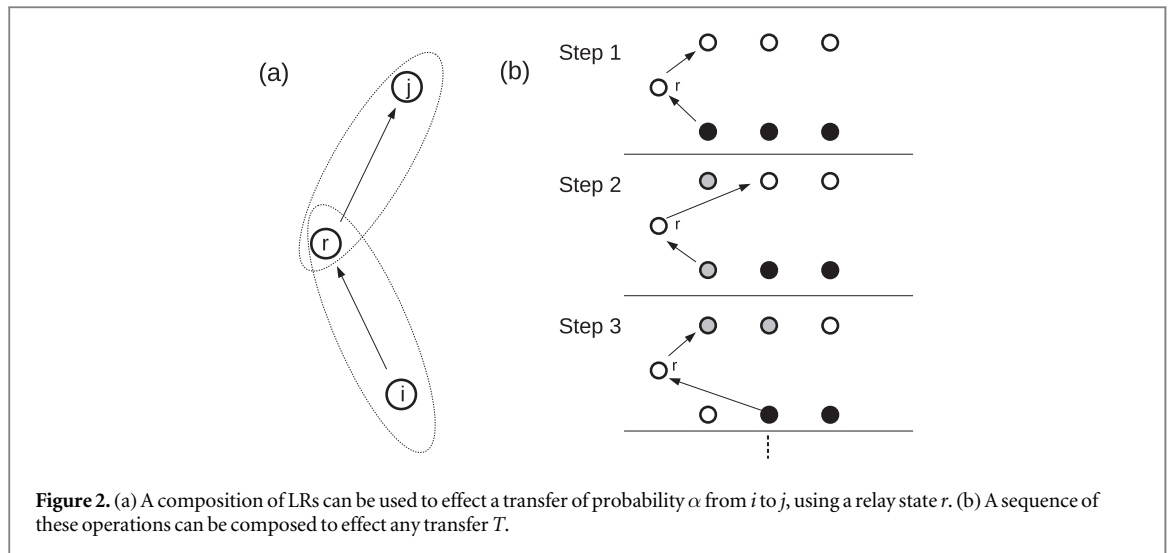 (a)
j
r
i
(b)
Step 1
r
Step 2
r
Step 3
r
Figure 2. (a) A composition of LRs can be used to effect a transfer of probability α from i to j, using a relay state r. (b) A sequence of
these operations can be composed to effect any transfer T.